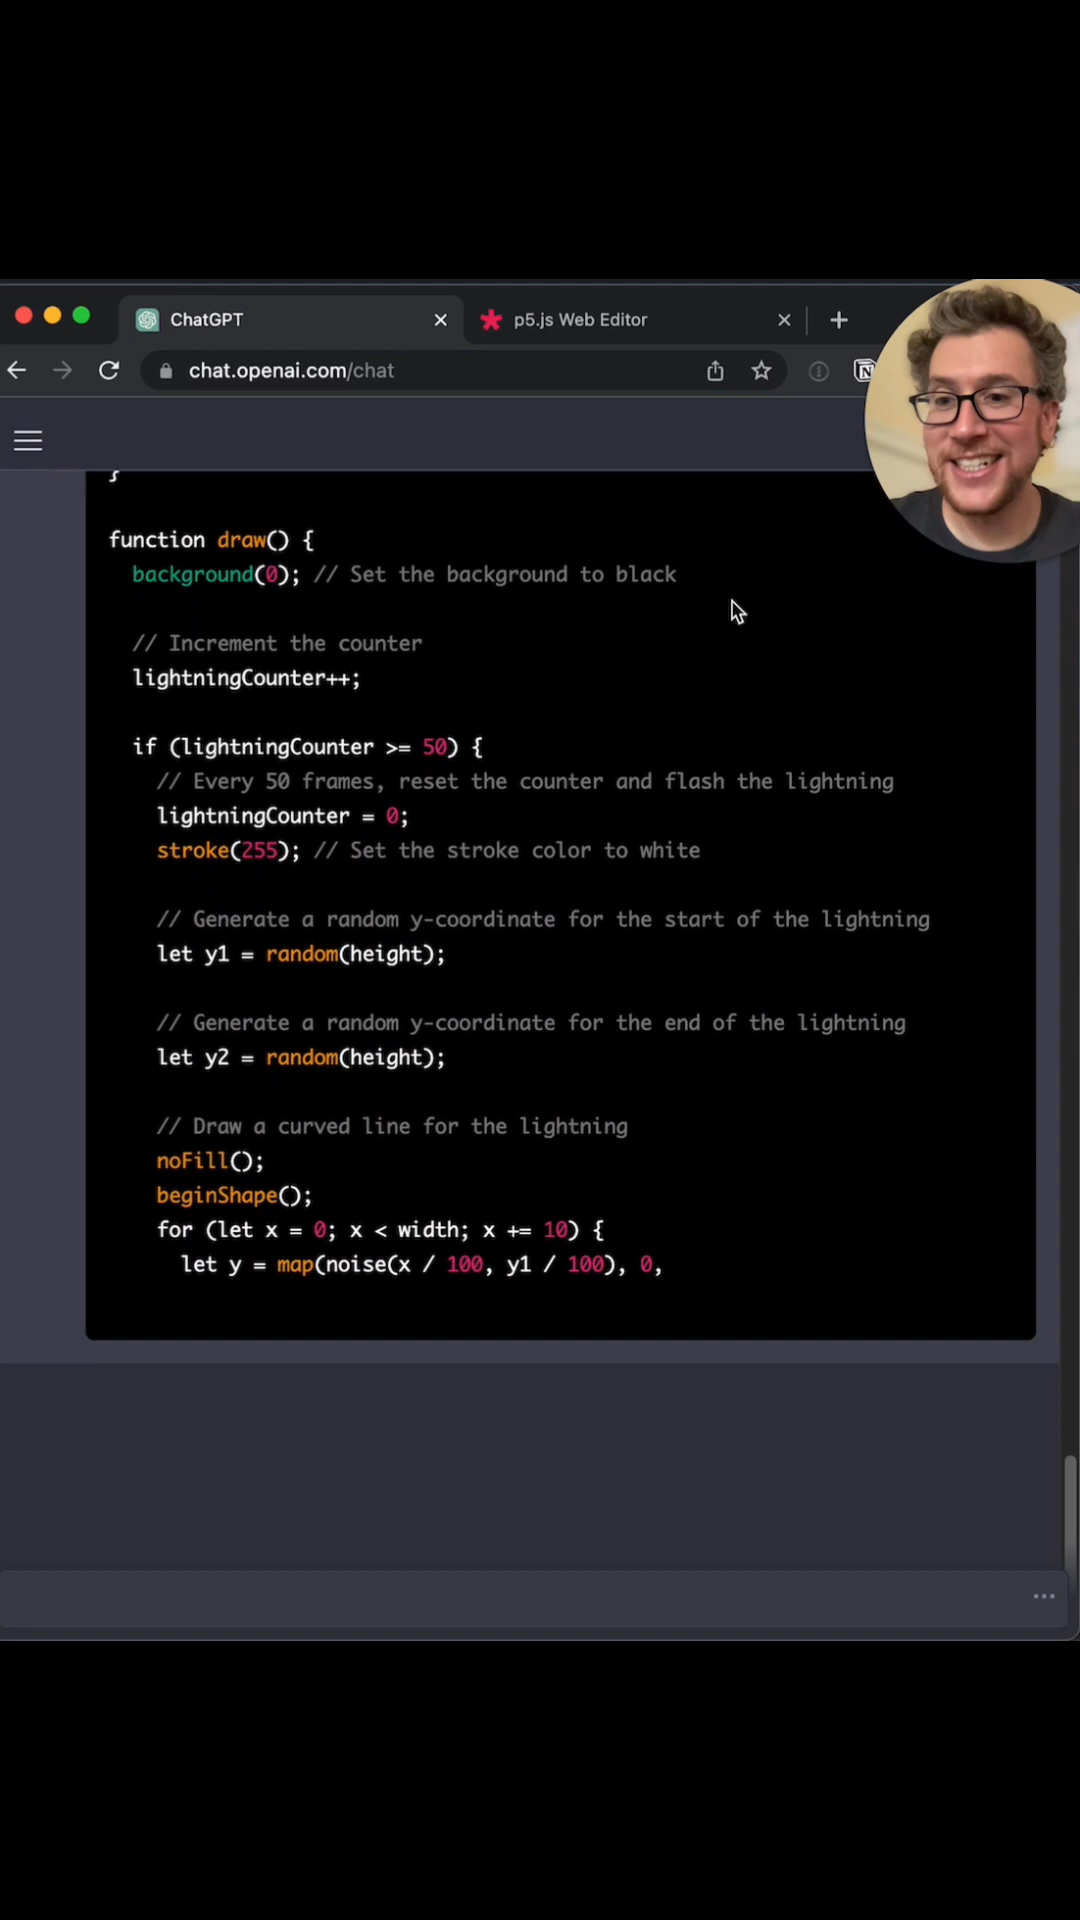 ChatGPT
p5.js Web Editor
chat.openai.com/chat
}
function draw() {
background(0); // Set the background to black
// Increment the counter
lightningCounter++;
if (lightningCounter >= 50) {
// Every 50 frames, reset the counter and flash the lightning
lightningCounter = 0;
stroke(255); // Set the stroke color to white
// Generate a random y-coordinate for the start of the lightning
let y1 = random(height);
// Generate a random y-coordinate for the end of the lightning
let y2 = random(height);
// Draw a curved line for the lightning
noFill();
beginShape();
for (let x = 0; x < width; x += 10) {
let y = map(noise(x / 100, y1 / 100), 0,